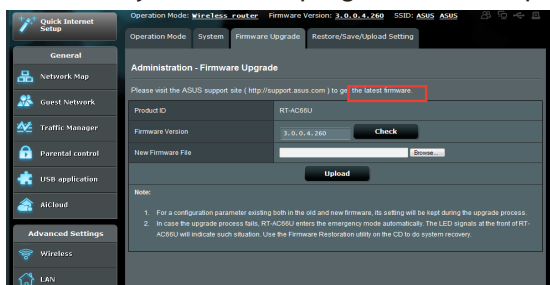 Operation Mode: Wireless router Firmware Version: 3.0.0.4.260 SSID: ASUS ASUS
Quick Internet
Setup
Operation Mode System Firmware Upgrade Restore/Save/Upload Setting
General
Network Map
Guest Network
Traffic Manager
Parental control
USB application
AiCloud
Advanced Settings
Wireless
LAN
Administration - Firmware Upgrade
Please visit the ASUS support site ( http://support.asus.com ) to get the latest firmware.
Product ID RT-AC66U
Firmware Version 3.0.0.4.260 Check
New Firmware File Browse...
Upload
Note:
1. For a configuration parameter existing both in the old and new firmware, its setting will be kept during the upgrade process.
2. In case the upgrade process fails, RT-AC66U enters the emergency mode automatically. The LED signals at the front of RT-
AC66U will indicate such situation. Use the Firmware Restoration utility on the CD to do system recovery.